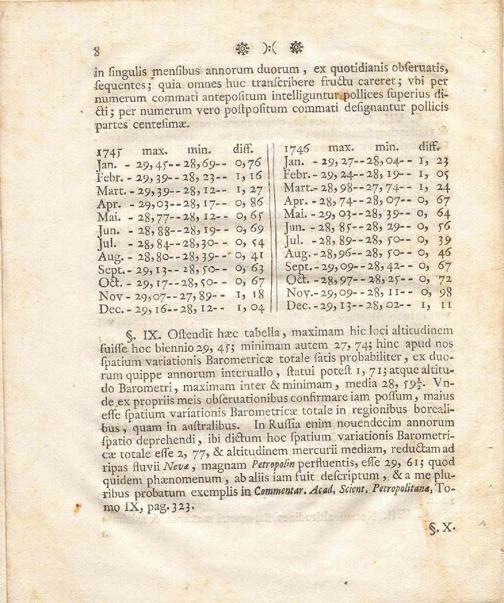 8 ):(
in singulis mensibus annorum duorum, ex quotidianis obseruatis,
sequentes; quia omnes huc transcribere fructu careret; vbi per
numerum commati antepositum intelliguntur pollices superius di-
cti; per numerum vero postpositum commati designantur pollicis
partes centesimæ.
1745 max. min. diff.
Jan. - 29,45--28,69-- 0,76
Febr. - 29,39--28, 23-- 1, 16
Mart. - 29,39--28, 12-- 1, 27
Apr. - 29,03--28, 17-- 0, 86
Mai. - 28,77--28, 12-- 0, 65
Jun. - 28,88--28, 19-- 0, 69
Jul. - 28, 84--28,30-- 0, 54
Aug. - 28,80--28, 39-- 0, 41
Sept. - 29, 13--28, 50-- 0, 63
Oct. - 29,17--28,50-- 0, 67
Nov - 29,07--27,89-- 1, 18
Dec. - 29,16--28, 12-- 1, 04
1746 max. min. diff.
Jan. - 29,27--28,04-- 1, 23
Febr. - 29,24--28, 19-- 1, 05
Mart. - 28,98--27,74-- 1, 24
Apr. - 28,74--28,07-- 0, 67
Mai. - 29,03--28,39-- 0, 64
Jun. - 28,85--28, 29-- 0, 56
Jul. - 28,89--28,50-- 0, 39
Aug. - 28,96--28, 50-- 0, 46
Sept. - 29,09--28,42-- 0, 67
Oct. - 28,97--28,25-- 0, 72
Nov. - 29,09--28, 11-- 0, 98
Dec. - 29,13--28,02-- 1, 11
§. IX. Ostendit hæc tabella, maximam hic loci altitudinem
fuisse hoc biennio 29, 45; minimam autem 27, 74; hinc apud nos
spatium variationis Barometricæ totale satis probabiliter, ex duo-
rum quippe annorum interuallo, statui potest 1, 71; atque altitu-
do Barometri, maximam inter & minimam, media 28, 59½. Vn-
de ex propriis meis obseruationibus confirmare iam possum, maius
esse spatium variationis Barometricæ totale in regionibus boreali-
bus, quam in australibus. In Russia enim nouendecim annorum
spatio deprehendi, ibi dictum hoc spatium variationis Barometri-
cæ totale esse 2, 77, & altitudinem mercurii mediam, reductam ad
ripas fluvii Nevæ, magnam Petropolin perfluentis, esse 29, 61; quod
quidem phænomenum, ab aliis iam fuit descriptum, & a me plu-
ribus probatum exemplis in Commentar. Acad. Scient. Petropolitanæ, To-
mo IX, pag. 323.
§. X.